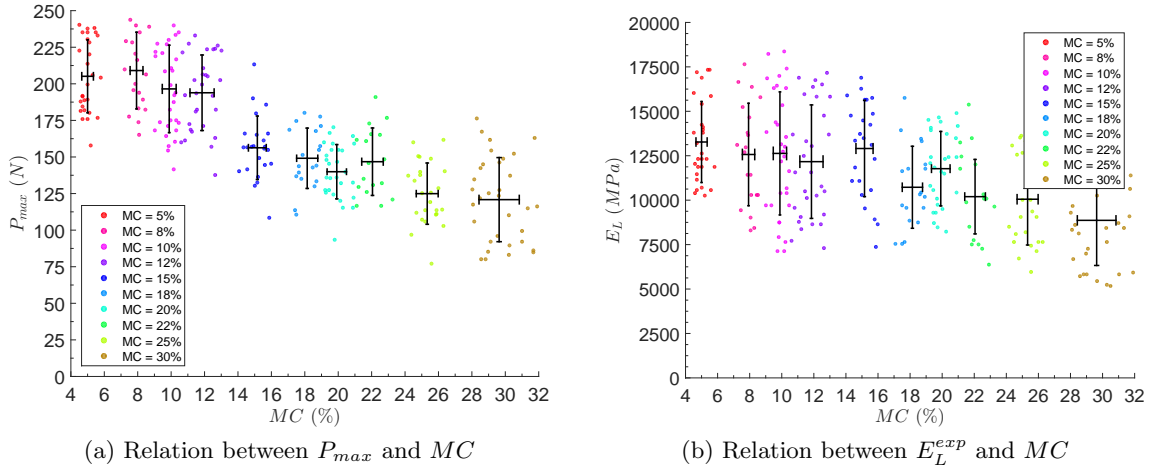 250
225
200
175
150
125
100
75
50
25
0
P_max (N)
MC = 5%
MC = 8%
MC = 10%
MC = 12%
MC = 15%
MC = 18%
MC = 20%
MC = 22%
MC = 25%
MC = 30%
4 6 8 10 12 14 16 18 20 22 24 26 28 30 32
MC (%)
(a) Relation between P_max and MC
20000
17500
15000
12500
10000
7500
5000
2500
0
E_L (MPa)
MC = 5%
MC = 8%
MC = 10%
MC = 12%
MC = 15%
MC = 18%
MC = 20%
MC = 22%
MC = 25%
MC = 30%
4 6 8 10 12 14 16 18 20 22 24 26 28 30 32
MC (%)
(b) Relation between E_L^exp and MC